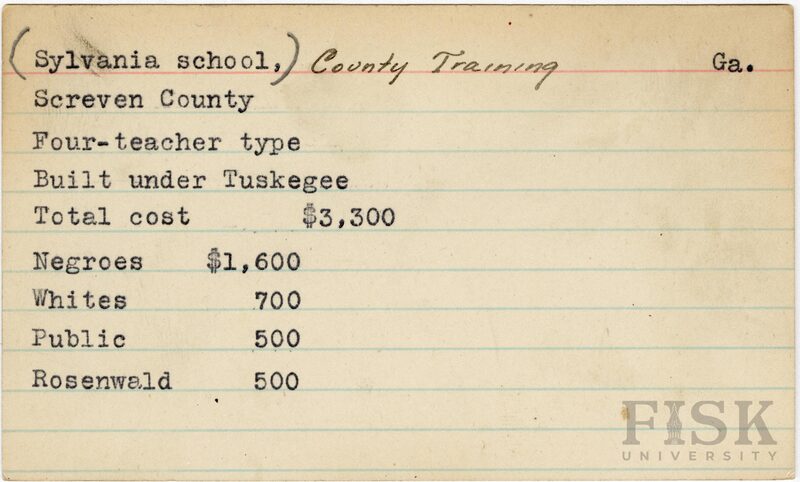 (Sylvania school,) County Training Ga.
Screven County
Four-teacher type
Built under Tuskegee
Total cost $3,300
Negroes $1,600
Whites 700
Public 500
Rosenwald 500
FISK
UNIVERSITY